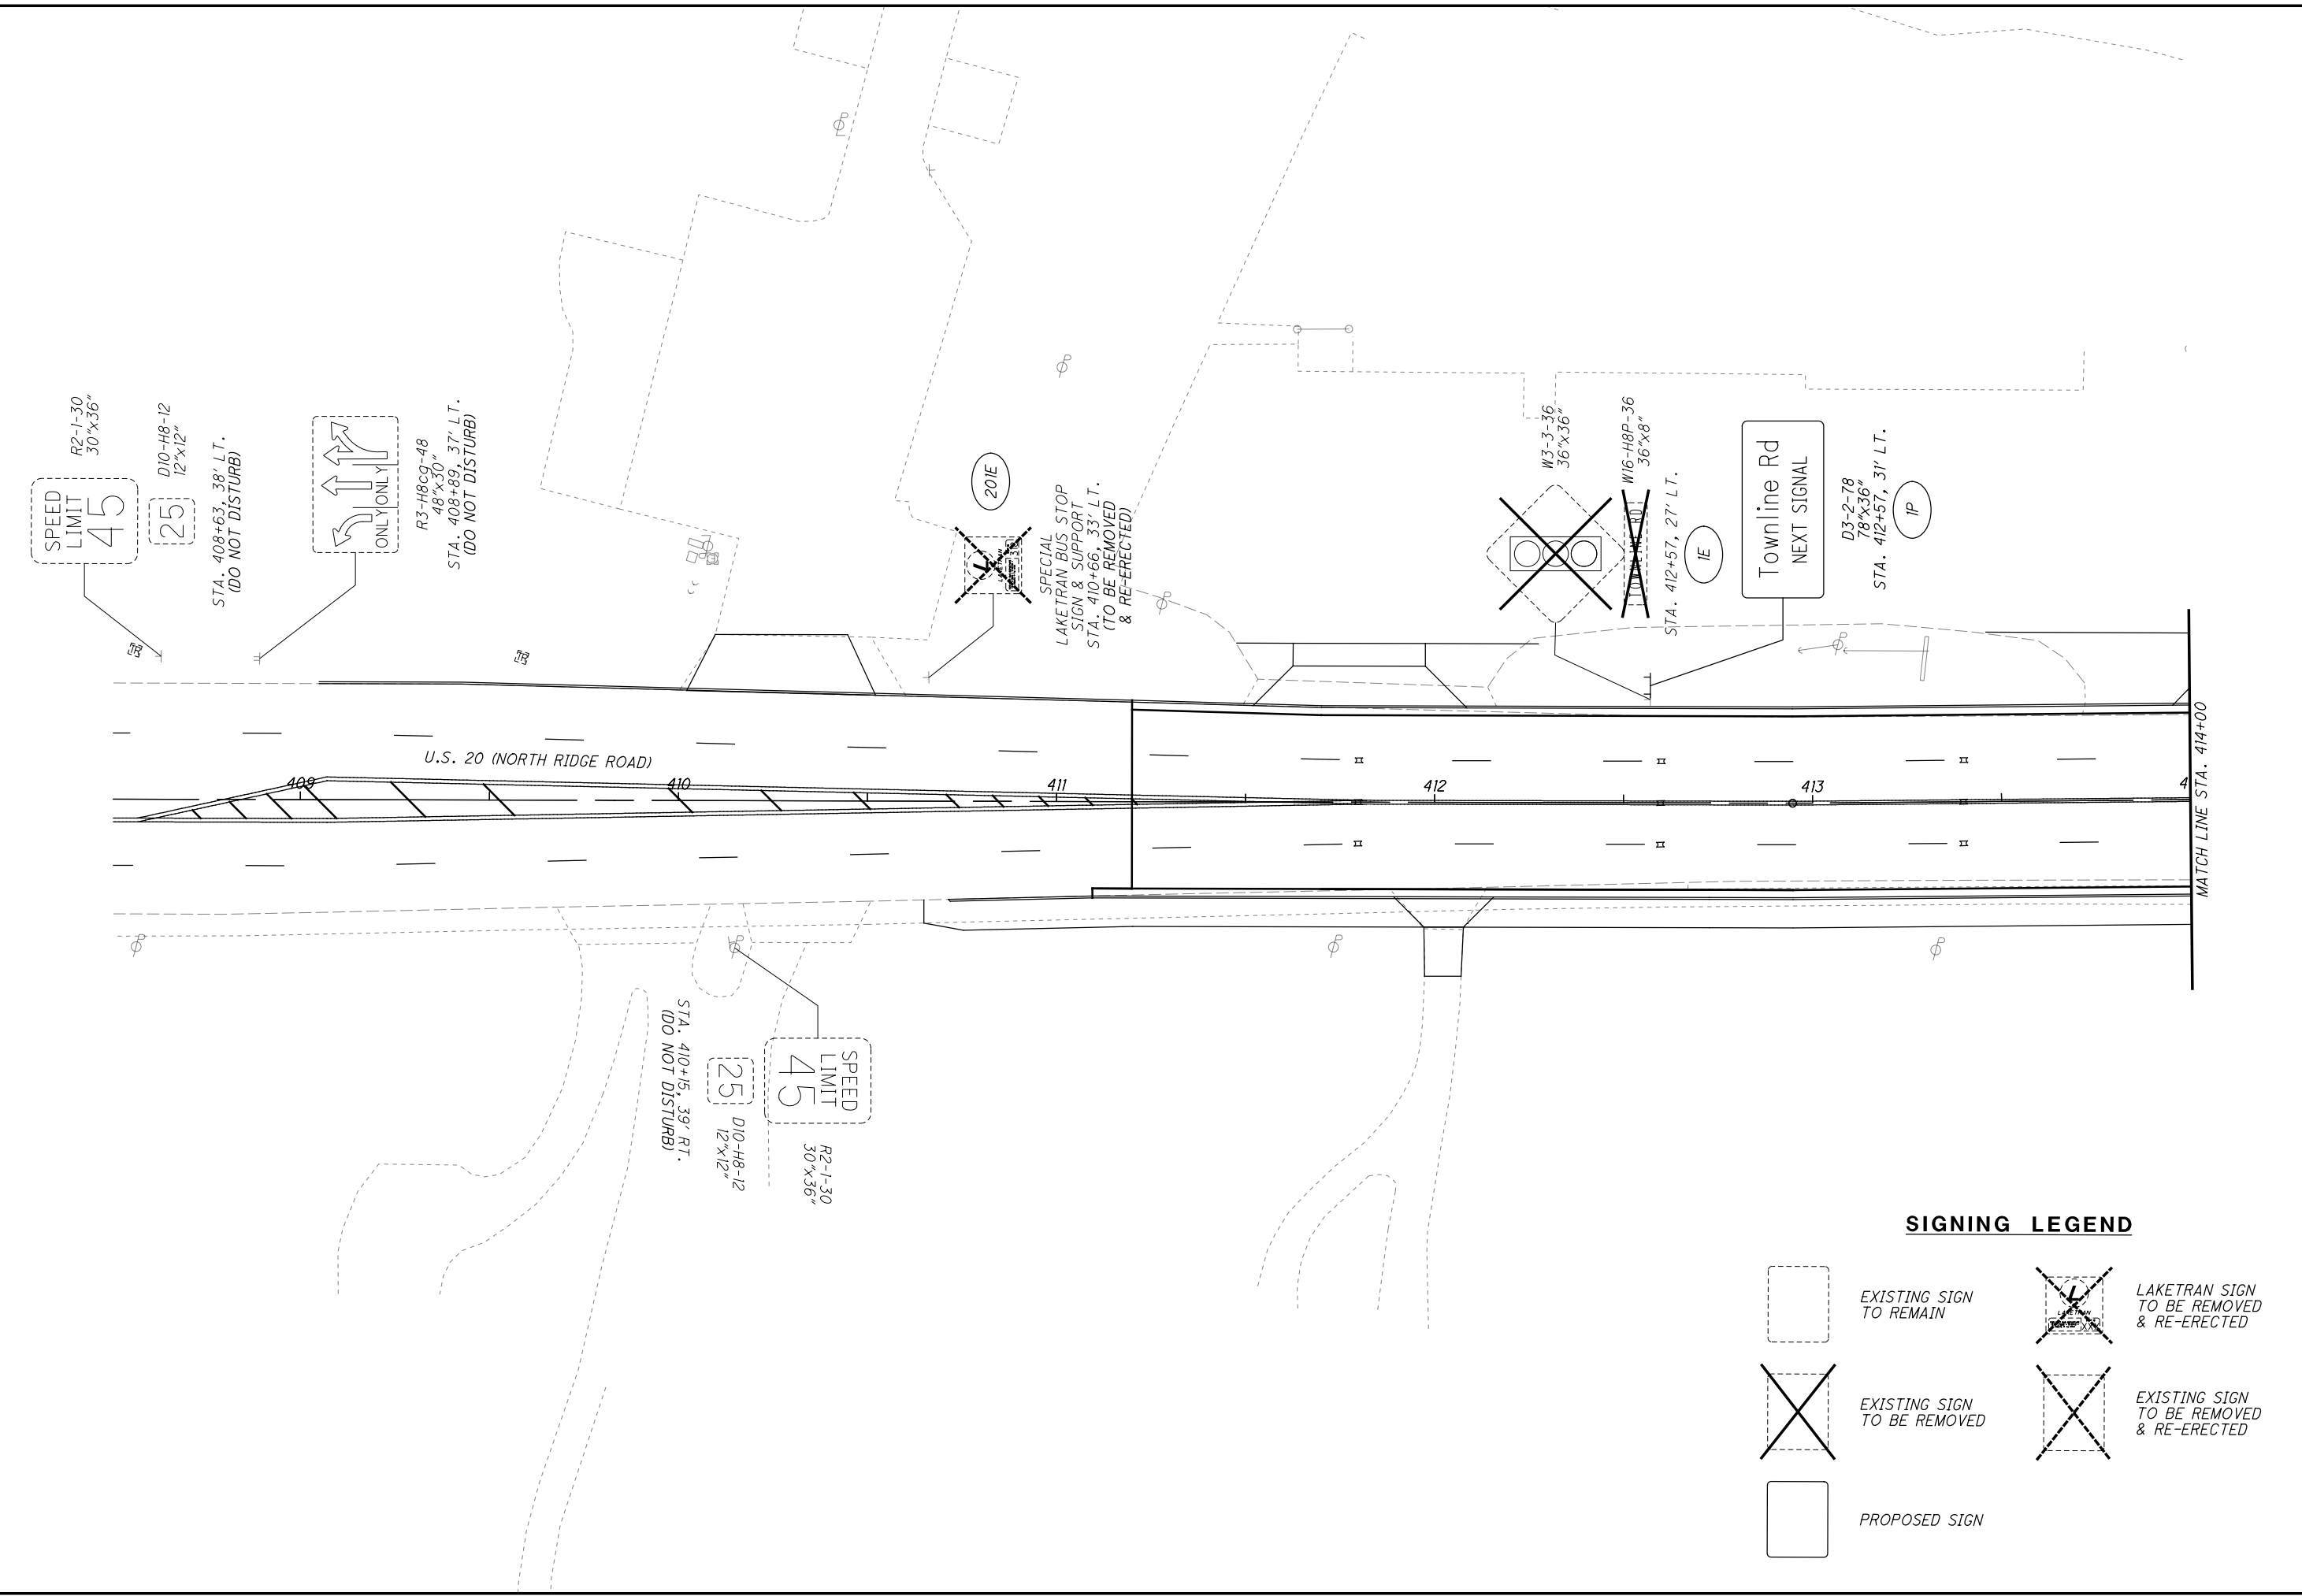 R2-1-30
30"x36"
SPEED
LIMIT
45
D10-H8-12
12"x12"
25
STA. 408+63, 38' LT.
(DO NOT DISTURB)
ONLY ONLY
R3-H8cg-48
48"x30"
STA. 408+89, 37' LT.
(DO NOT DISTURB)
201E
SPECIAL
LAKETRAN BUS STOP
SIGN & SUPPORT
STA. 410+66, 33' LT.
(TO BE REMOVED
& RE-ERECTED)
W3-3-36
36"x36"
W16-H8P-36
36"x8"
TOWNLINE RD
STA. 412+57, 27' LT.
1E
Townline Rd
NEXT SIGNAL
D3-2-78
78"x36"
STA. 412+57, 31' LT.
1P
U.S. 20 (NORTH RIDGE ROAD)
409
410
411
412
413
4
MATCH LINE STA. 414+00
STA. 410+15, 39' RT.
(DO NOT DISTURB)
25
D10-H8-12
12"x12"
SPEED
LIMIT
45
R2-1-30
30"x36"
SIGNING LEGEND
EXISTING SIGN
TO REMAIN
L
LAKETRAN
LAKETRAN SIGN
TO BE REMOVED
& RE-ERECTED
EXISTING SIGN
TO BE REMOVED
EXISTING SIGN
TO BE REMOVED
& RE-ERECTED
PROPOSED SIGN